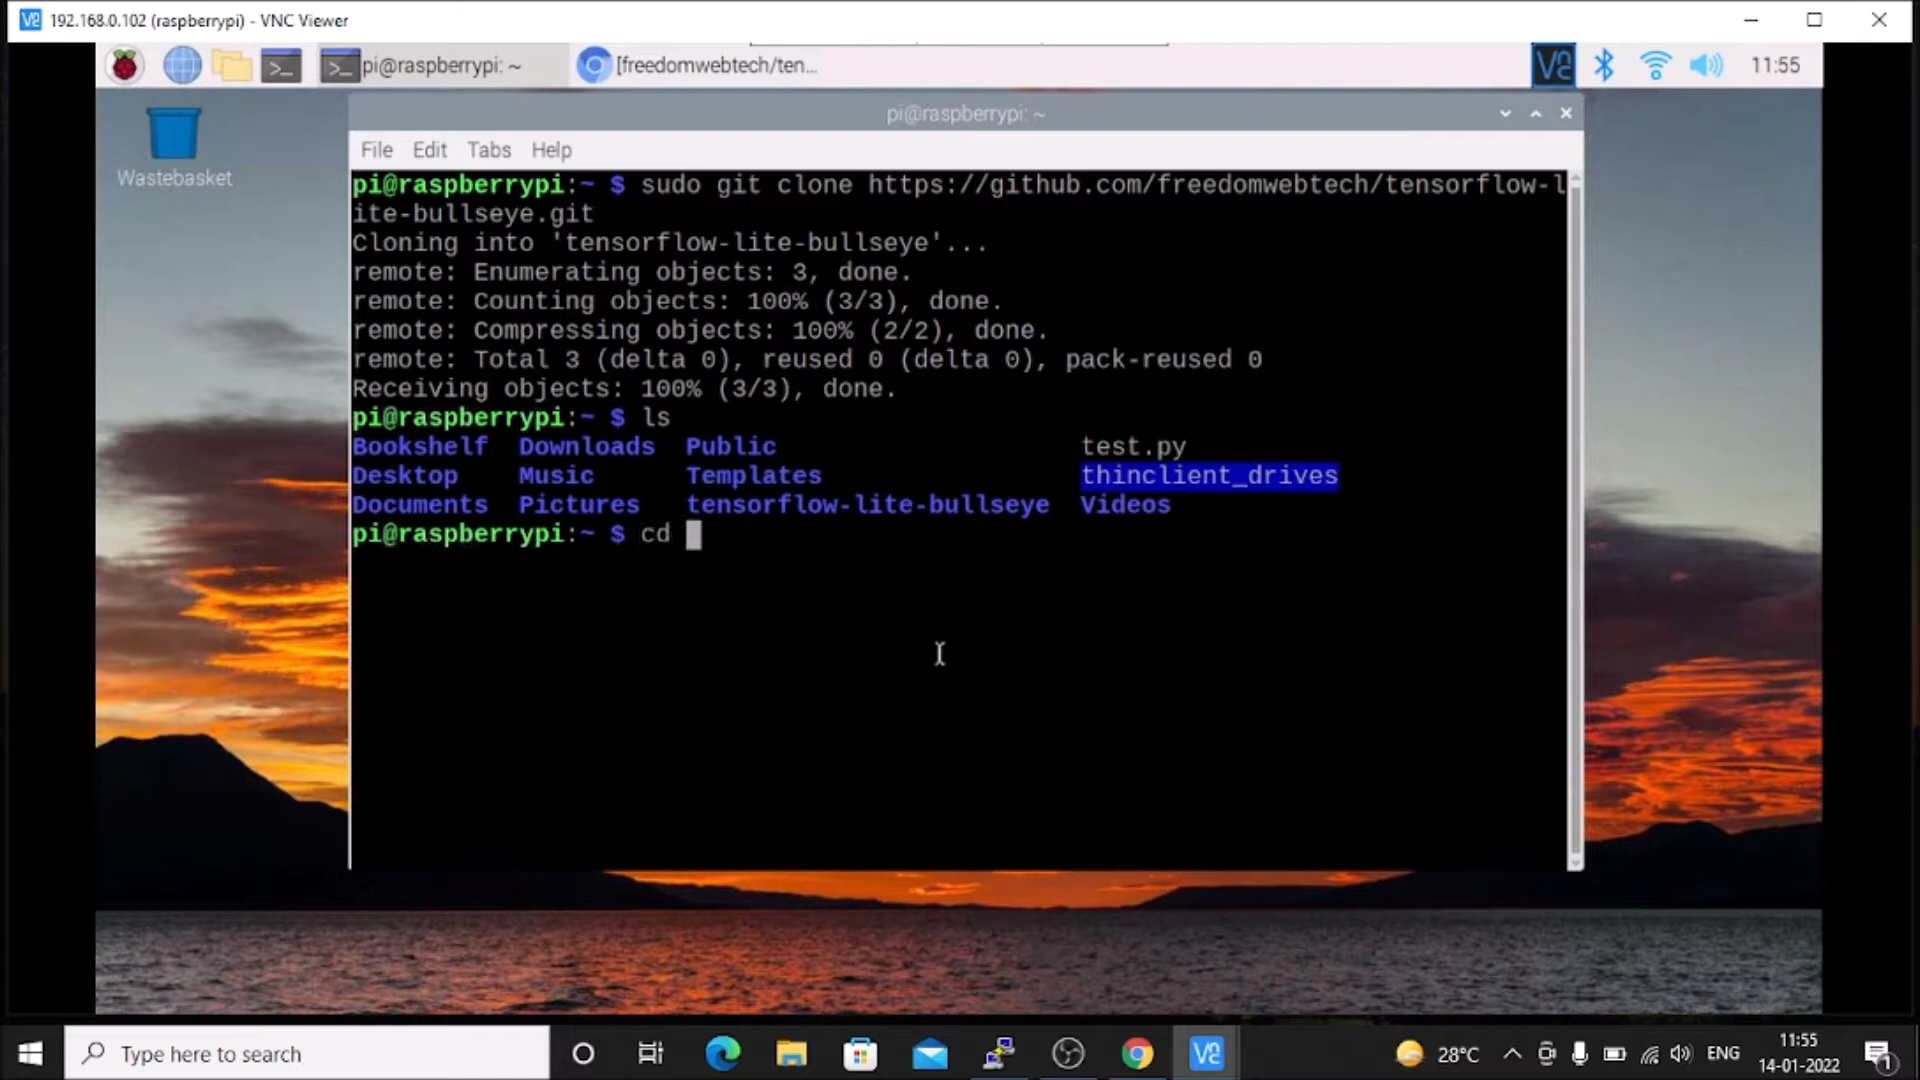 192.168.0.102 (raspberrypi) - VNC Viewer
pi@raspberrypi: ~
[freedomwebtech/ten...
11:55
Wastebasket
pi@raspberrypi: ~
File Edit Tabs Help
pi@raspberrypi:~ $ sudo git clone https://github.com/freedomwebtech/tensorflow-l
ite-bullseye.git
Cloning into 'tensorflow-lite-bullseye'...
remote: Enumerating objects: 3, done.
remote: Counting objects: 100% (3/3), done.
remote: Compressing objects: 100% (2/2), done.
remote: Total 3 (delta 0), reused 0 (delta 0), pack-reused 0
Receiving objects: 100% (3/3), done.
pi@raspberrypi:~ $ ls
Bookshelf Downloads Public test.py
Desktop Music Templates thinclient_drives
Documents Pictures tensorflow-lite-bullseye Videos
pi@raspberrypi:~ $ cd
Type here to search
28°C
ENG
11:55
14-01-2022
1